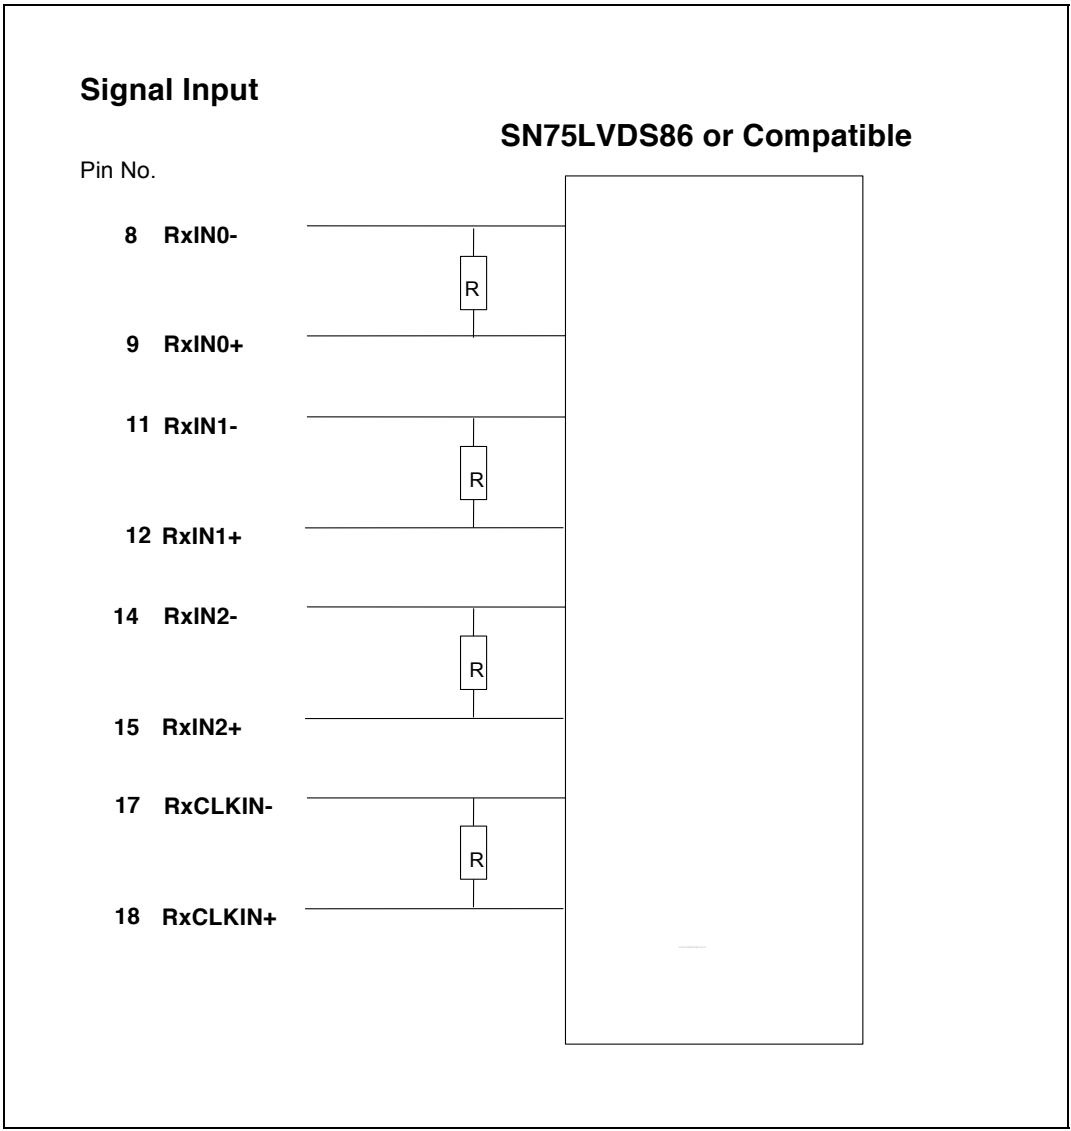 Signal Input
SN75LVDS86 or Compatible
Pin No.
8 RxIN0-
R
9 RxIN0+
11 RxIN1-
R
12 RxIN1+
14 RxIN2-
R
15 RxIN2+
17 RxCLKIN-
R
18 RxCLKIN+